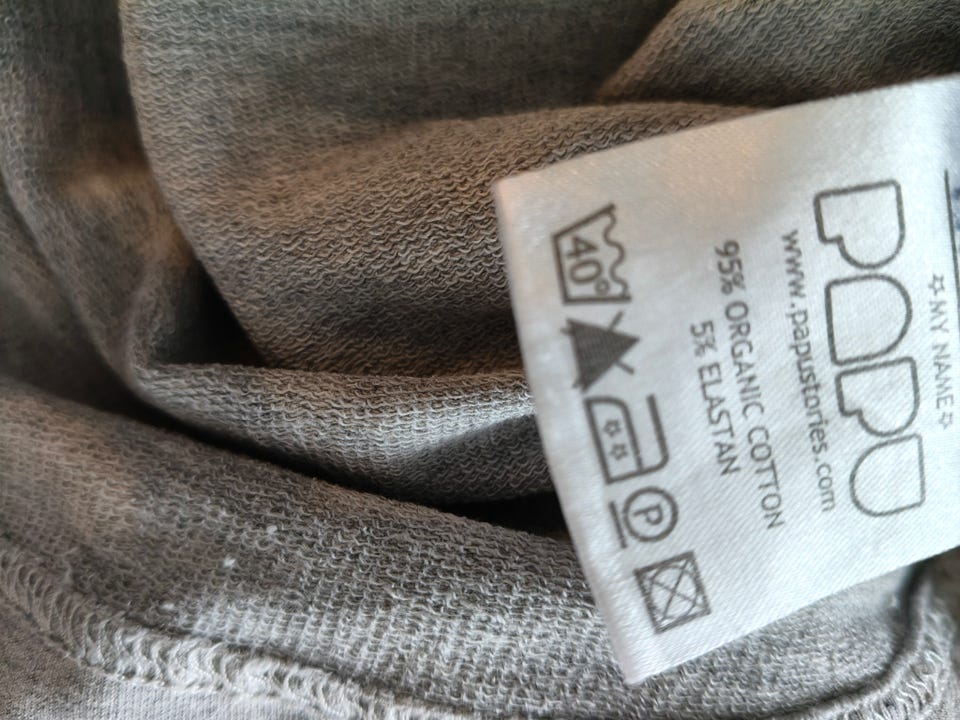 ☆MY NAME☆
PAPU
www.papustories.com
95% ORGANIC COTTON
5% ELASTAN
40° P